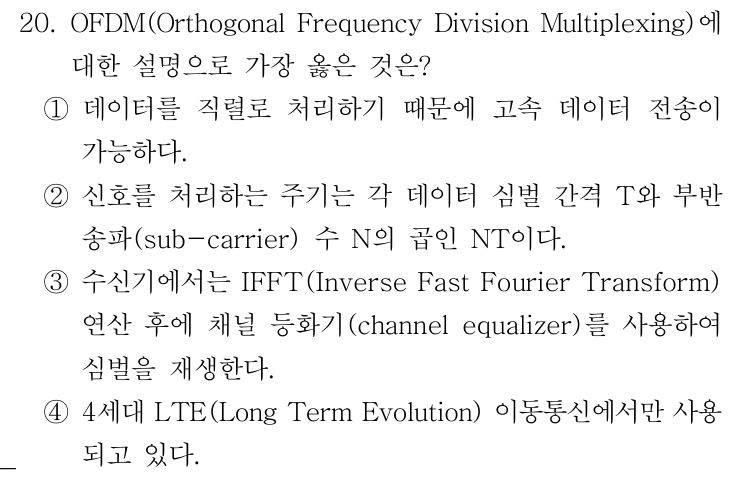 20. OFDM(Orthogonal Frequency Division Multiplexing)에
대한 설명으로 가장 옳은 것은?
① 데이터를 직렬로 처리하기 때문에 고속 데이터 전송이
가능하다.
② 신호를 처리하는 주기는 각 데이터 심벌 간격 T와 부반
송파(sub-carrier) 수 N의 곱인 NT이다.
③ 수신기에서는 IFFT(Inverse Fast Fourier Transform)
연산 후에 채널 등화기(channel equalizer)를 사용하여
심벌을 재생한다.
④ 4세대 LTE(Long Term Evolution) 이동통신에서만 사용
되고 있다.